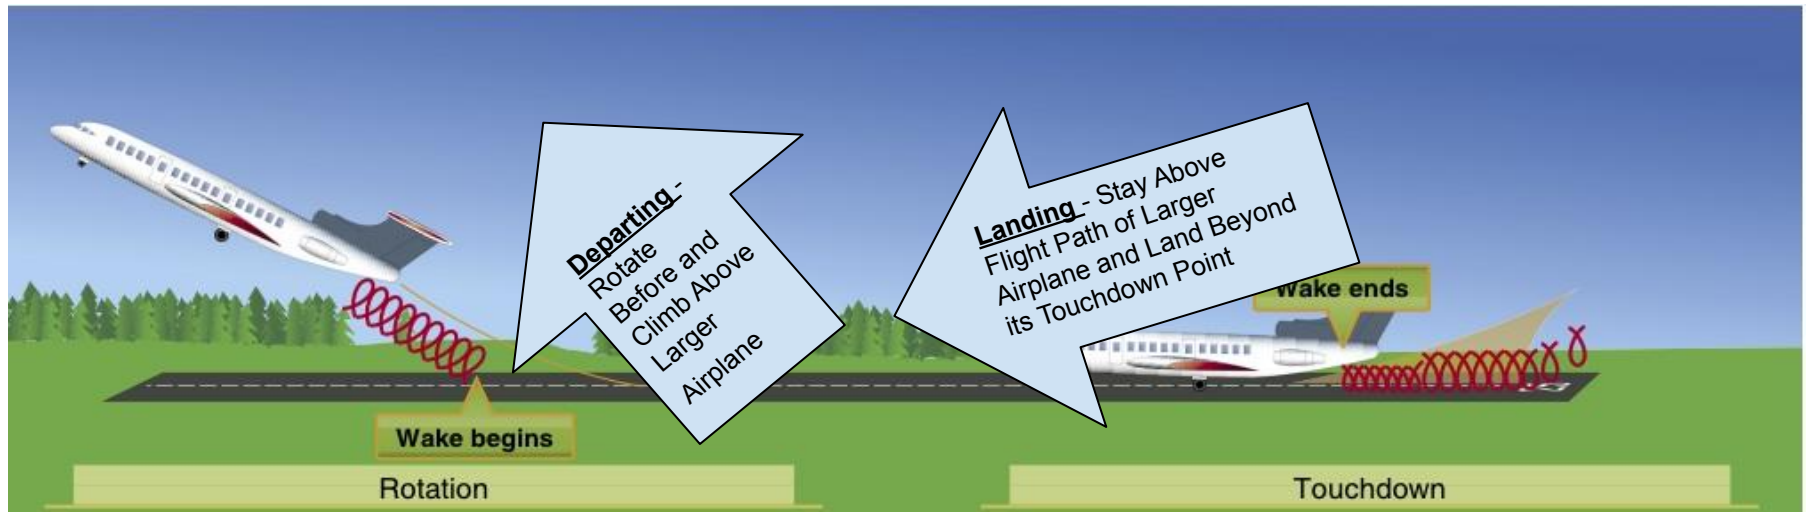 Departing -
Rotate
Before and
Climb Above
Larger
Airplane
Landing - Stay Above
Flight Path of Larger
Airplane and Land Beyond
its Touchdown Point
Wake ends
Wake begins
Rotation
Touchdown